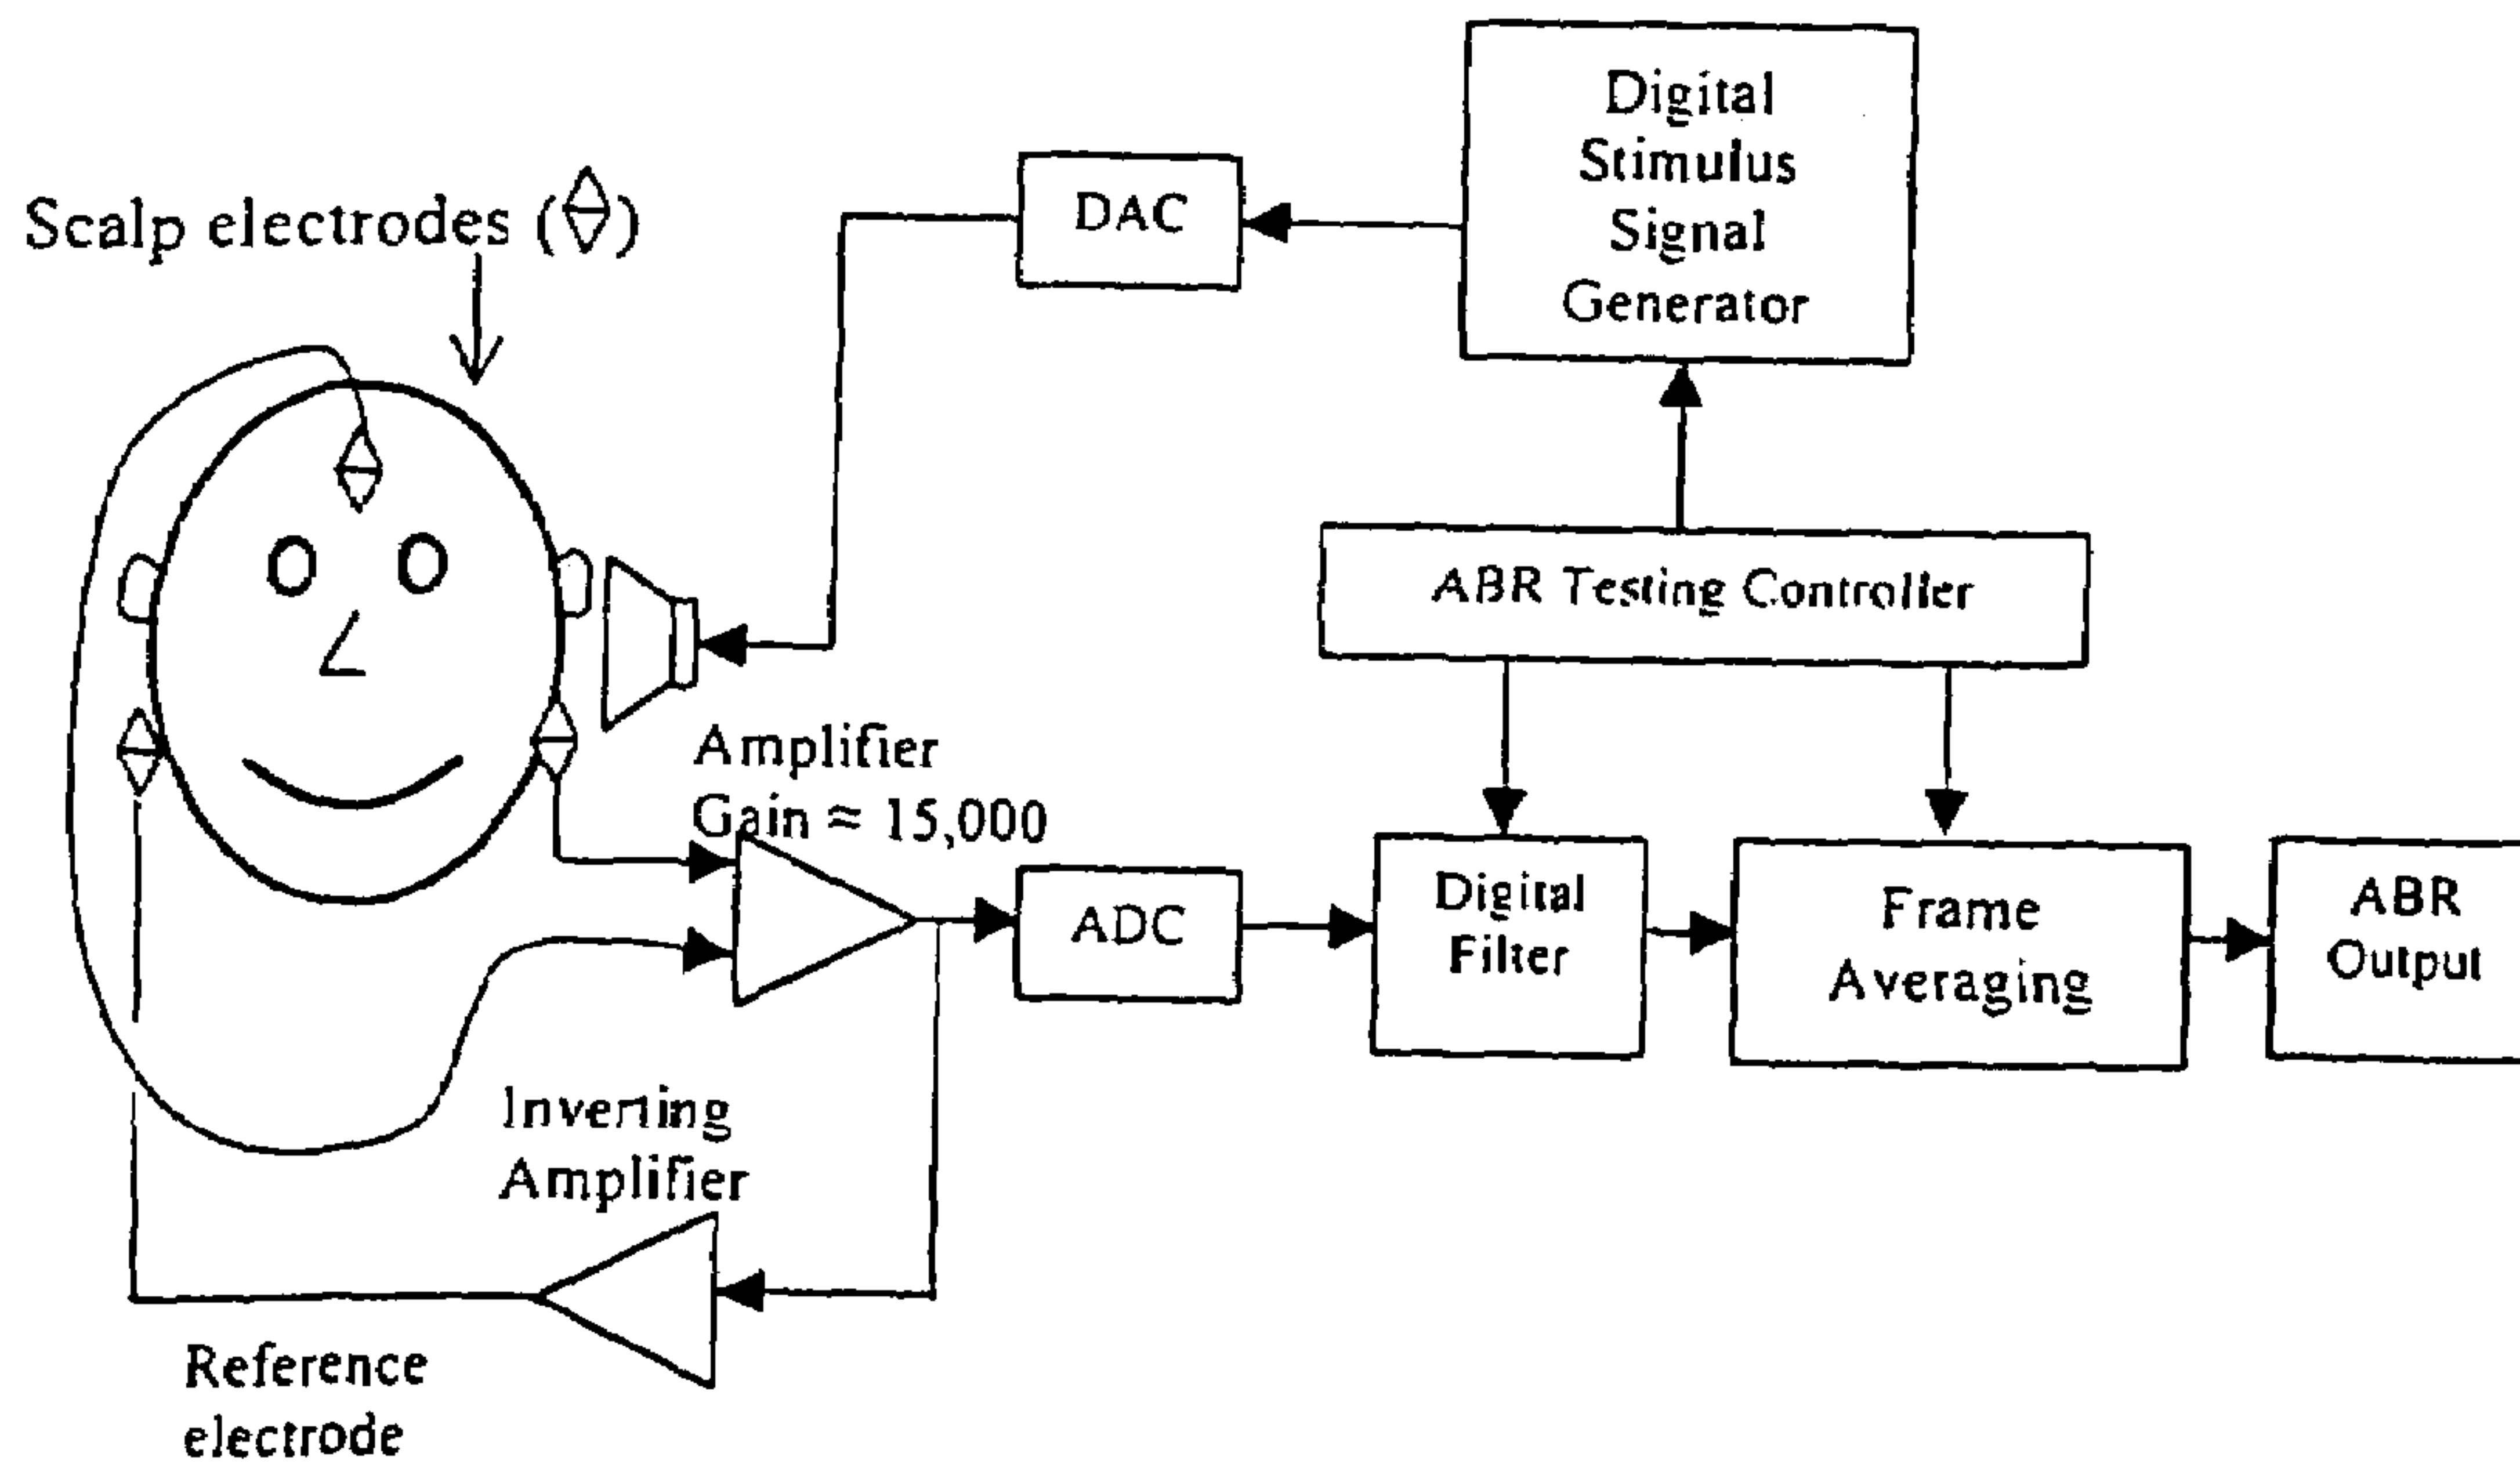 Digital
Stimulus
Signal
Generator
DAC
Scalp electrodes ( )
ABR Testing Controller
Amplifier
Gain ≈ 15,000
ADC
Digital
Filter
Frame
Averaging
ABR
Output
Inverting
Amplifier
Reference
electrode